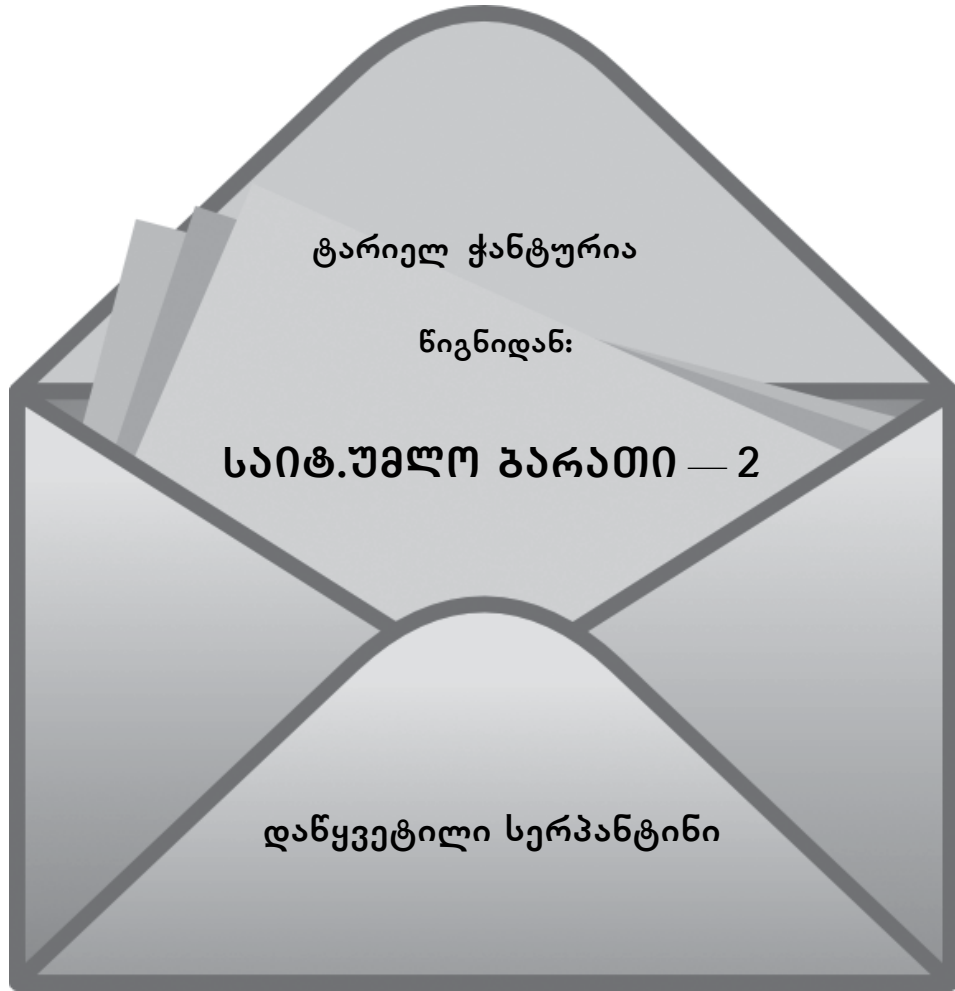 ტარიელ ჭანტურია
წიგნიდან:
საიტ.უმლო ბარათი — 2
დაწყვეტილი სერპანტინი